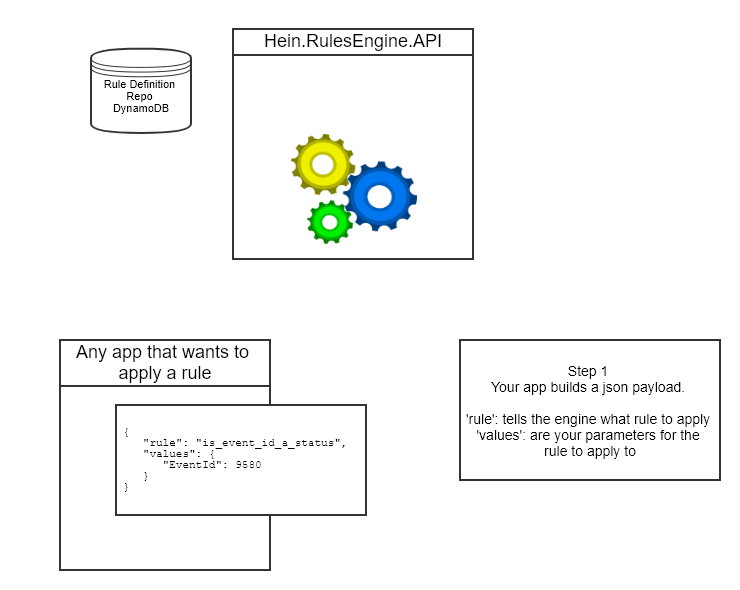 Hein.RulesEngine.API
Rule Definition
Repo
DynamoDB
Any app that wants to
apply a rule
{
"rule": "is_event_id_a_status",
"values": {
"EventId": 9580
}
}
Step 1
Your app builds a json payload.
'rule': tells the engine what rule to apply
'values': are your parameters for the
rule to apply to